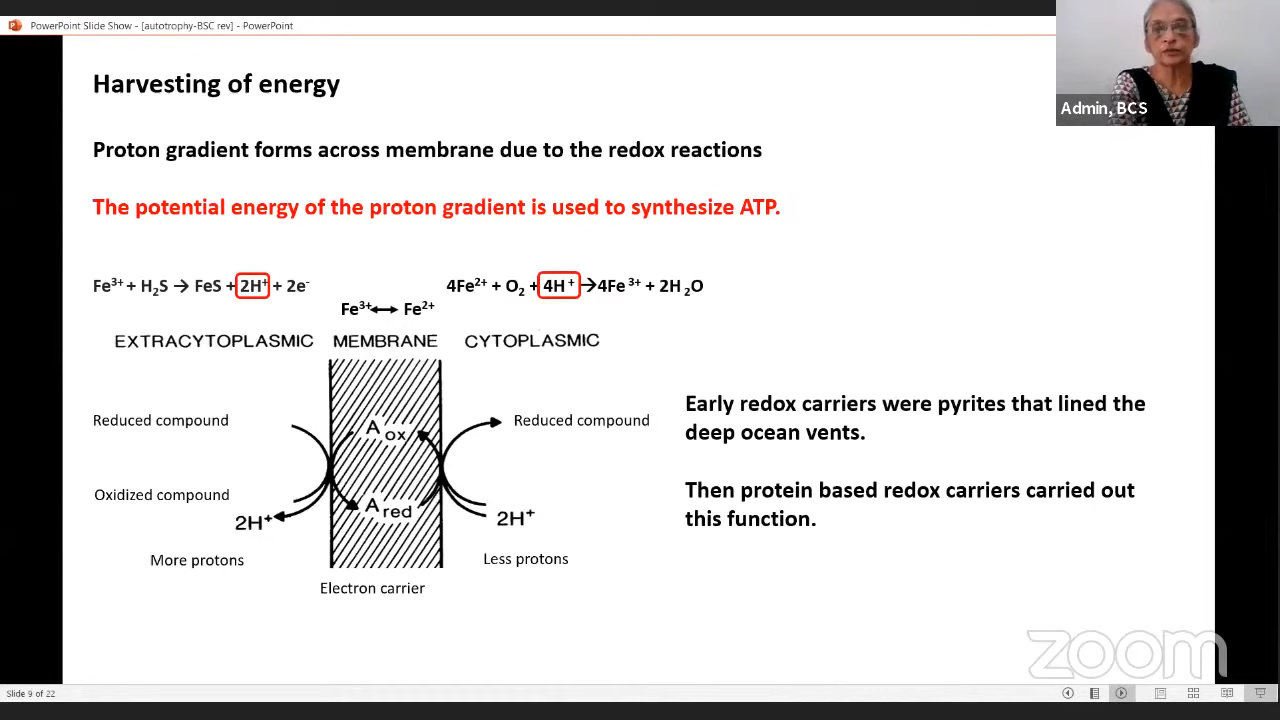 PowerPoint Slide Show - [autotrophy-BSC rev] - PowerPoint
Admin, BCS
Harvesting of energy
Proton gradient forms across membrane due to the redox reactions
The potential energy of the proton gradient is used to synthesize ATP.
Fe³⁺ + H₂S → FeS + 2H⁺ + 2e⁻
4Fe²⁺ + O₂ + 4H⁺ → 4Fe³⁺ + 2H₂O
Fe³⁺ ↔ Fe²⁺
EXTRACYTOPLASMIC MEMBRANE CYTOPLASMIC
Reduced compound
A ox
Reduced compound
Oxidized compound
A red
2H⁺
2H⁺
More protons
Less protons
Electron carrier
Early redox carriers were pyrites that lined the
deep ocean vents.
Then protein based redox carriers carried out
this function.
zoom
Slide 9 of 22